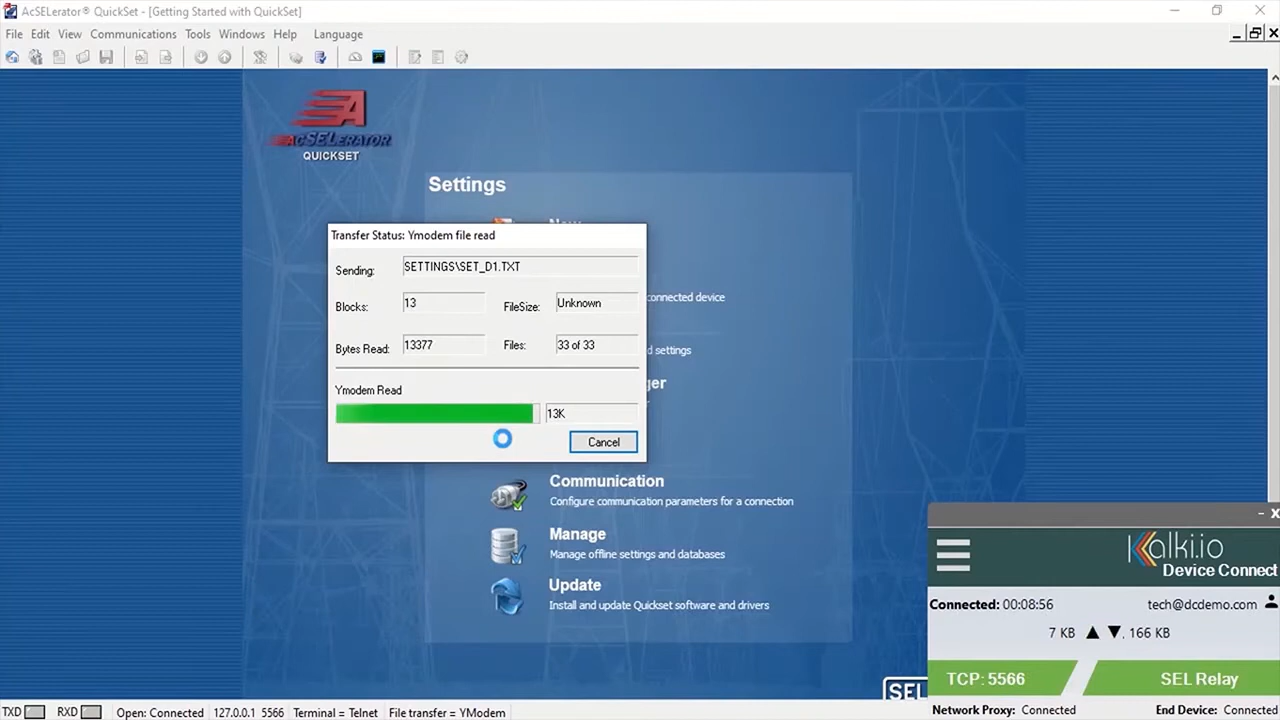 AcSELerator® QuickSet - [Getting Started with QuickSet]
File Edit View Communications Tools Windows Help Language
ACSELERATOR
QUICKSET
Settings
Transfer Status: Ymodem file read
Sending: SETTINGS\SET_D1.TXT
Blocks: 13 FileSize: Unknown
connected device
Bytes Read: 13377 Files: 33 of 33
d settings
Ymodem Read
ger
13K
Cancel
Communication
Configure communication parameters for a connection
Manage
Manage offline settings and databases
Update
Install and update Quickset software and drivers
SEL
Kalki.io
Device Connect
Connected: 00:08:56 tech@dcdemo.com
7 KB ▲ ▼. 166 KB
TCP: 5566 SEL Relay
Network Proxy: Connected End Device: Connected
TXD RXD Open: Connected 127.0.0.1 5566 Terminal = Telnet File transfer = YModem